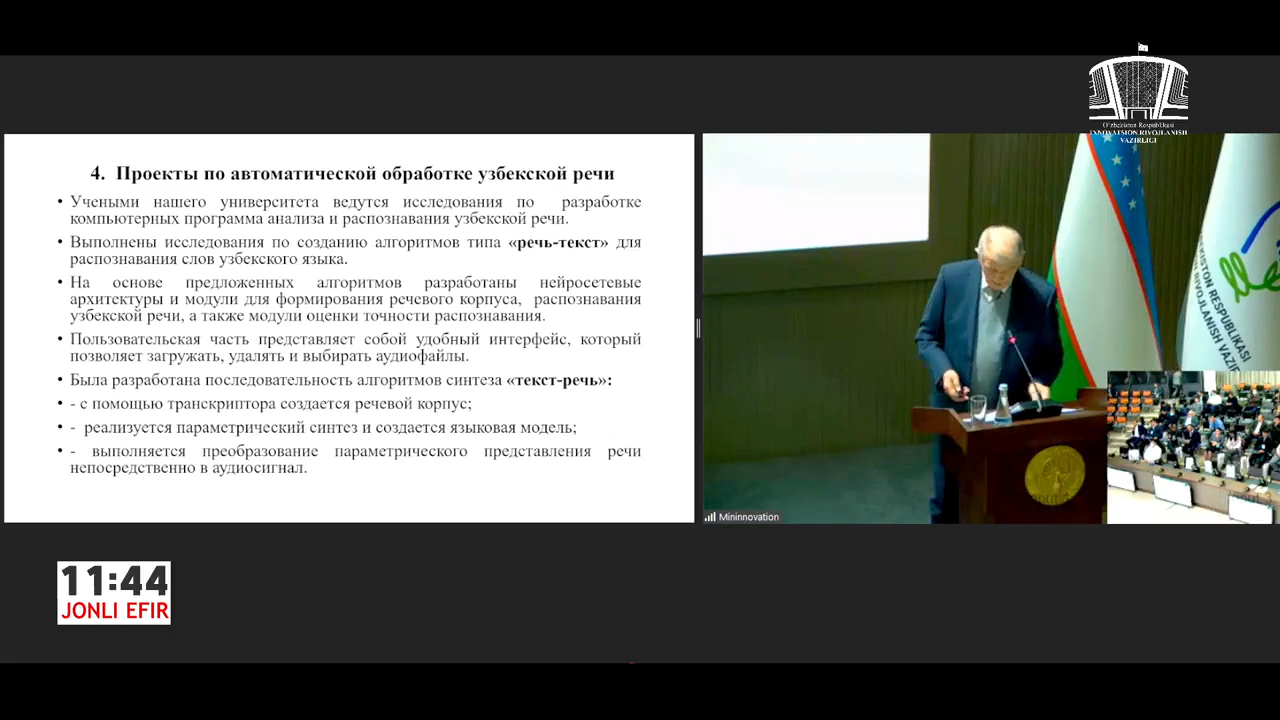 O'zbekiston Respublikasi
INNOVATSION RIVOJLANISH
VAZIRLIGI
4. Проекты по автоматической обработке узбекской речи
• Учеными нашего университета ведутся исследования по разработке
компьютерных программа анализа и распознавания узбекской речи.
• Выполнены исследования по созданию алгоритмов типа «речь-текст» для
распознавания слов узбекского языка.
• На основе предложенных алгоритмов разработаны нейросетевые
архитектуры и модули для формирования речевого корпуса, распознавания
узбекской речи, а также модули оценки точности распознавания.
• Пользовательская часть представляет собой удобный интерфейс, который
позволяет загружать, удалять и выбирать аудиофайлы.
• Была разработана последовательность алгоритмов синтеза «текст-речь»:
• - с помощью транскриптора создается речевой корпус;
• - реализуется параметрический синтез и создается языковая модель;
• - выполняется преобразование параметрического представления речи
непосредственно в аудиосигнал.
RESPUBLIKASI
RIVOJLANISH
Mininnovation
11:44
JONLI EFIR